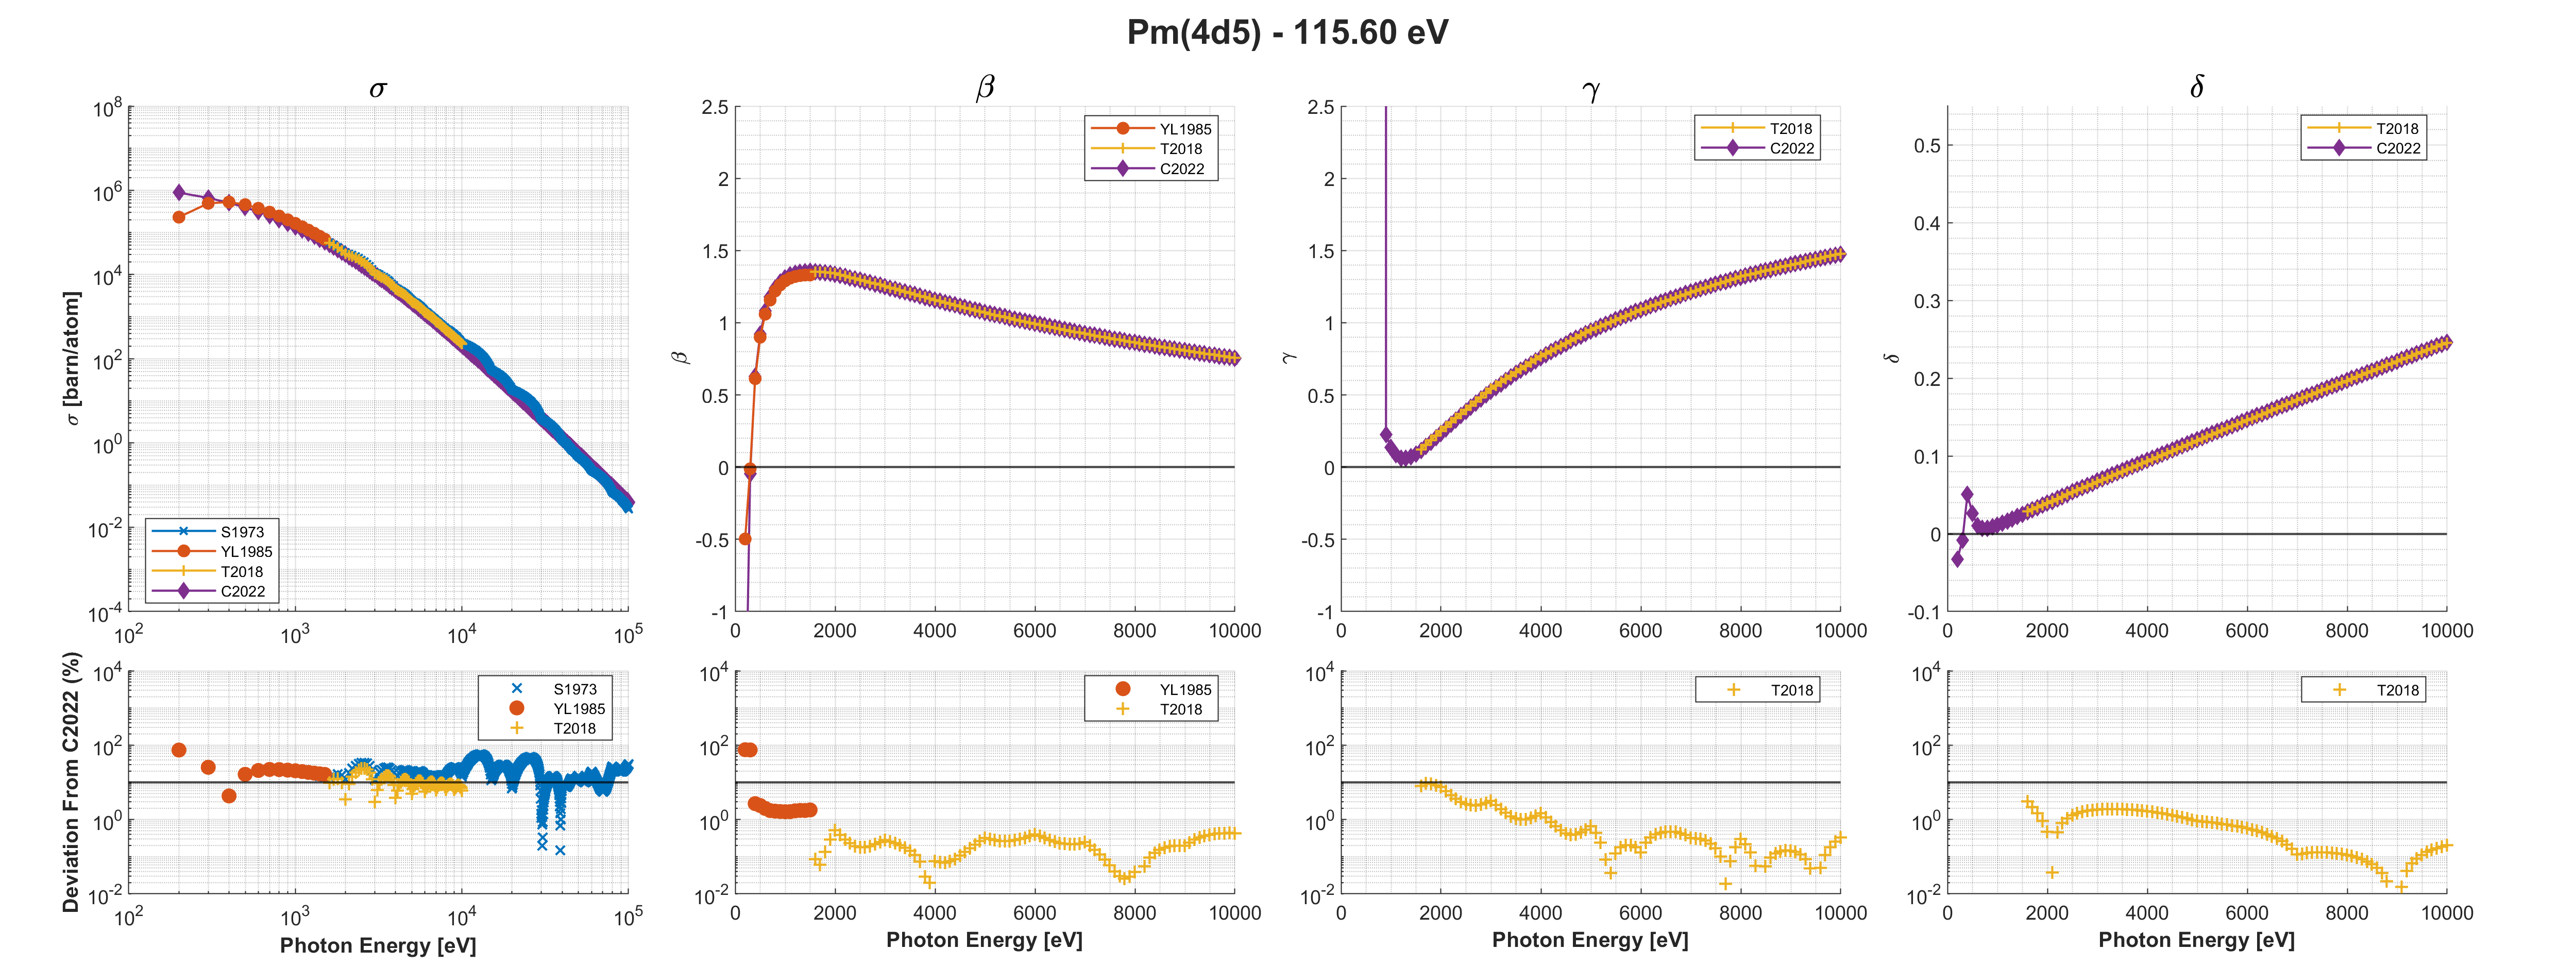 Pm(4d5) - 115.60 eV
σ
σ [barn/atom]
10^8
10^6
10^4
10^2
10^0
10^-2
10^-4
10^2
10^3
10^4
10^5
S1973
YL1985
T2018
C2022
β
β
2.5
2
1.5
1
0.5
0
-0.5
-1
0
2000
4000
6000
8000
10000
YL1985
T2018
C2022
γ
γ
2.5
2
1.5
1
0.5
0
-0.5
-1
0
2000
4000
6000
8000
10000
T2018
C2022
δ
δ
0.5
0.4
0.3
0.2
0.1
0
-0.1
0
2000
4000
6000
8000
10000
T2018
C2022
Deviation From C2022 (%)
10^4
10^2
10^0
10^-2
10^2
10^3
10^4
10^5
S1973
YL1985
T2018
Photon Energy [eV]
10^4
10^2
10^0
10^-2
0
2000
4000
6000
8000
10000
YL1985
T2018
Photon Energy [eV]
10^4
10^2
10^0
10^-2
0
2000
4000
6000
8000
10000
T2018
Photon Energy [eV]
10^4
10^2
10^0
10^-2
0
2000
4000
6000
8000
10000
T2018
Photon Energy [eV]